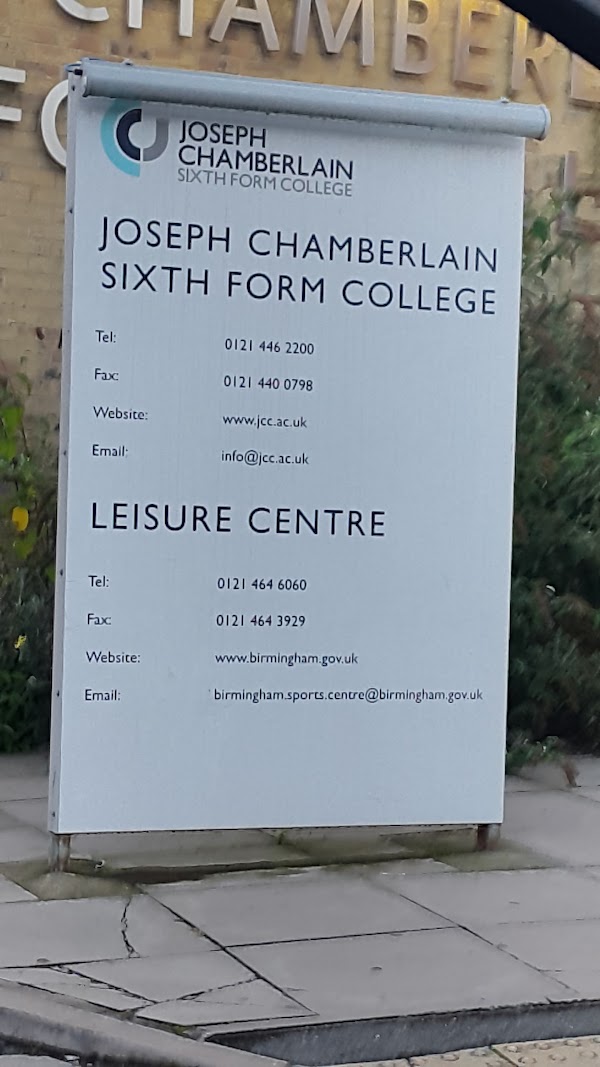 CHAMBER
FO
JOSEPH
CHAMBERLAIN
SIXTH FORM COLLEGE
JOSEPH CHAMBERLAIN
SIXTH FORM COLLEGE
Tel: 0121 446 2200
Fax: 0121 440 0798
Website: www.jcc.ac.uk
Email: info@jcc.ac.uk
LEISURE CENTRE
Tel: 0121 464 6060
Fax: 0121 464 3929
Website: www.birmingham.gov.uk
Email: birmingham.sports.centre@birmingham.gov.uk